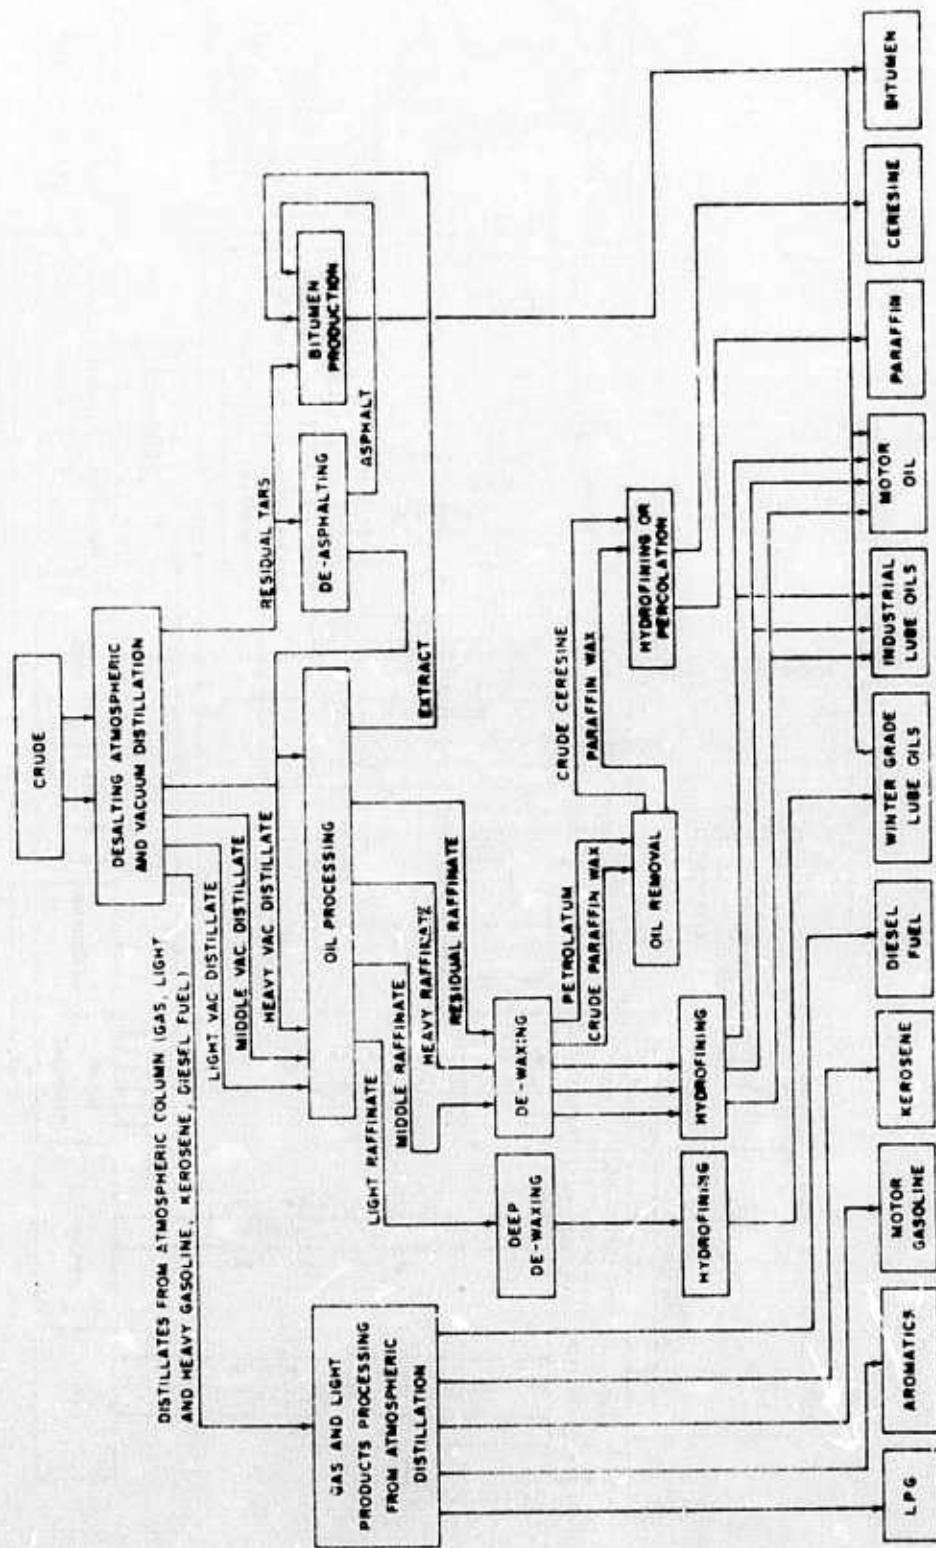 CRUDE
DESALTING ATMOSPHERIC
AND VACUUM DISTILLATION
DISTILLATES FROM ATMOSPHERIC COLUMN (GAS, LIGHT
AND HEAVY GASOLINE, KEROSENE, DIESEL FUEL)
LIGHT VAC DISTILLATE
MIDDLE VAC DISTILLATE
HEAVY VAC DISTILLATE
RESIDUAL TARS
GAS AND LIGHT
PRODUCTS PROCESSING
FROM ATMOSPHERIC
DISTILLATION
OIL PROCESSING
DE-ASPHALTING
BITUMEN
PRODUCTION
ASPHALT
EXTRACT
LIGHT RAFFINATE
MIDDLE RAFFINATE
HEAVY RAFFINATE
RESIDUAL RAFFINATE
DEEP
DE-WAXING
DE-WAXING
PETROLATUM
CRUDE PARAFFIN WAX
CRUDE CERESINE
PARAFFIN WAX
OIL REMOVAL
HYDROFINING OR
PERCOLATION
HYDROFINING
HYDROFINING
LPG
AROMATICS
MOTOR
GASOLINE
KEROSENE
DIESEL
FUEL
WINTER GRADE
LUBE OILS
INDUSTRIAL
LUBE OILS
MOTOR
OIL
PARAFFIN
CERESINE
BITUMEN